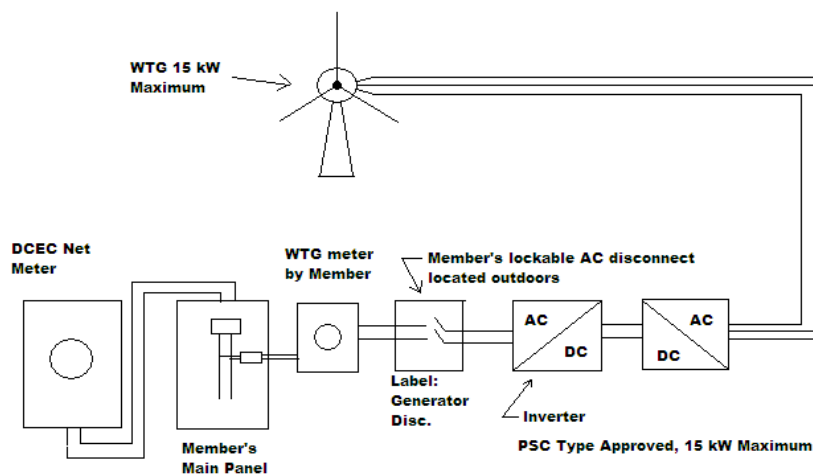 WTG 15 kW
Maximum
DCEC Net
Meter
WTG meter
by Member
Member's lockable AC disconnect
located outdoors
AC
DC
AC
DC
Label:
Generator
Disc.
Inverter
Member's
Main Panel
PSC Type Approved, 15 kW Maximum